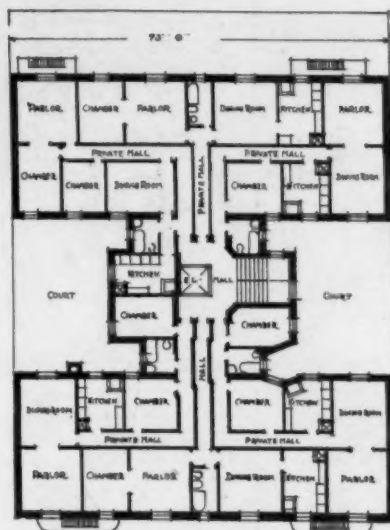 73'-0"
PARLOR CHAMBER PARLOR DINING ROOM KITCHEN PARLOR
PRIVATE HALL PRIVATE HALL
PRIVATE HALL
CHAMBER CHAMBER DINING ROOM CHAMBER KITCHEN DINING ROOM
KITCHEN EL. HALL
COURT COURT
CHAMBER CHAMBER
HALL
DINING ROOM KITCHEN CHAMBER CHAMBER KITCHEN DINING ROOM
PRIVATE HALL PRIVATE HALL
PARLOR CHAMBER PARLOR DINING ROOM KITCHEN PARLOR